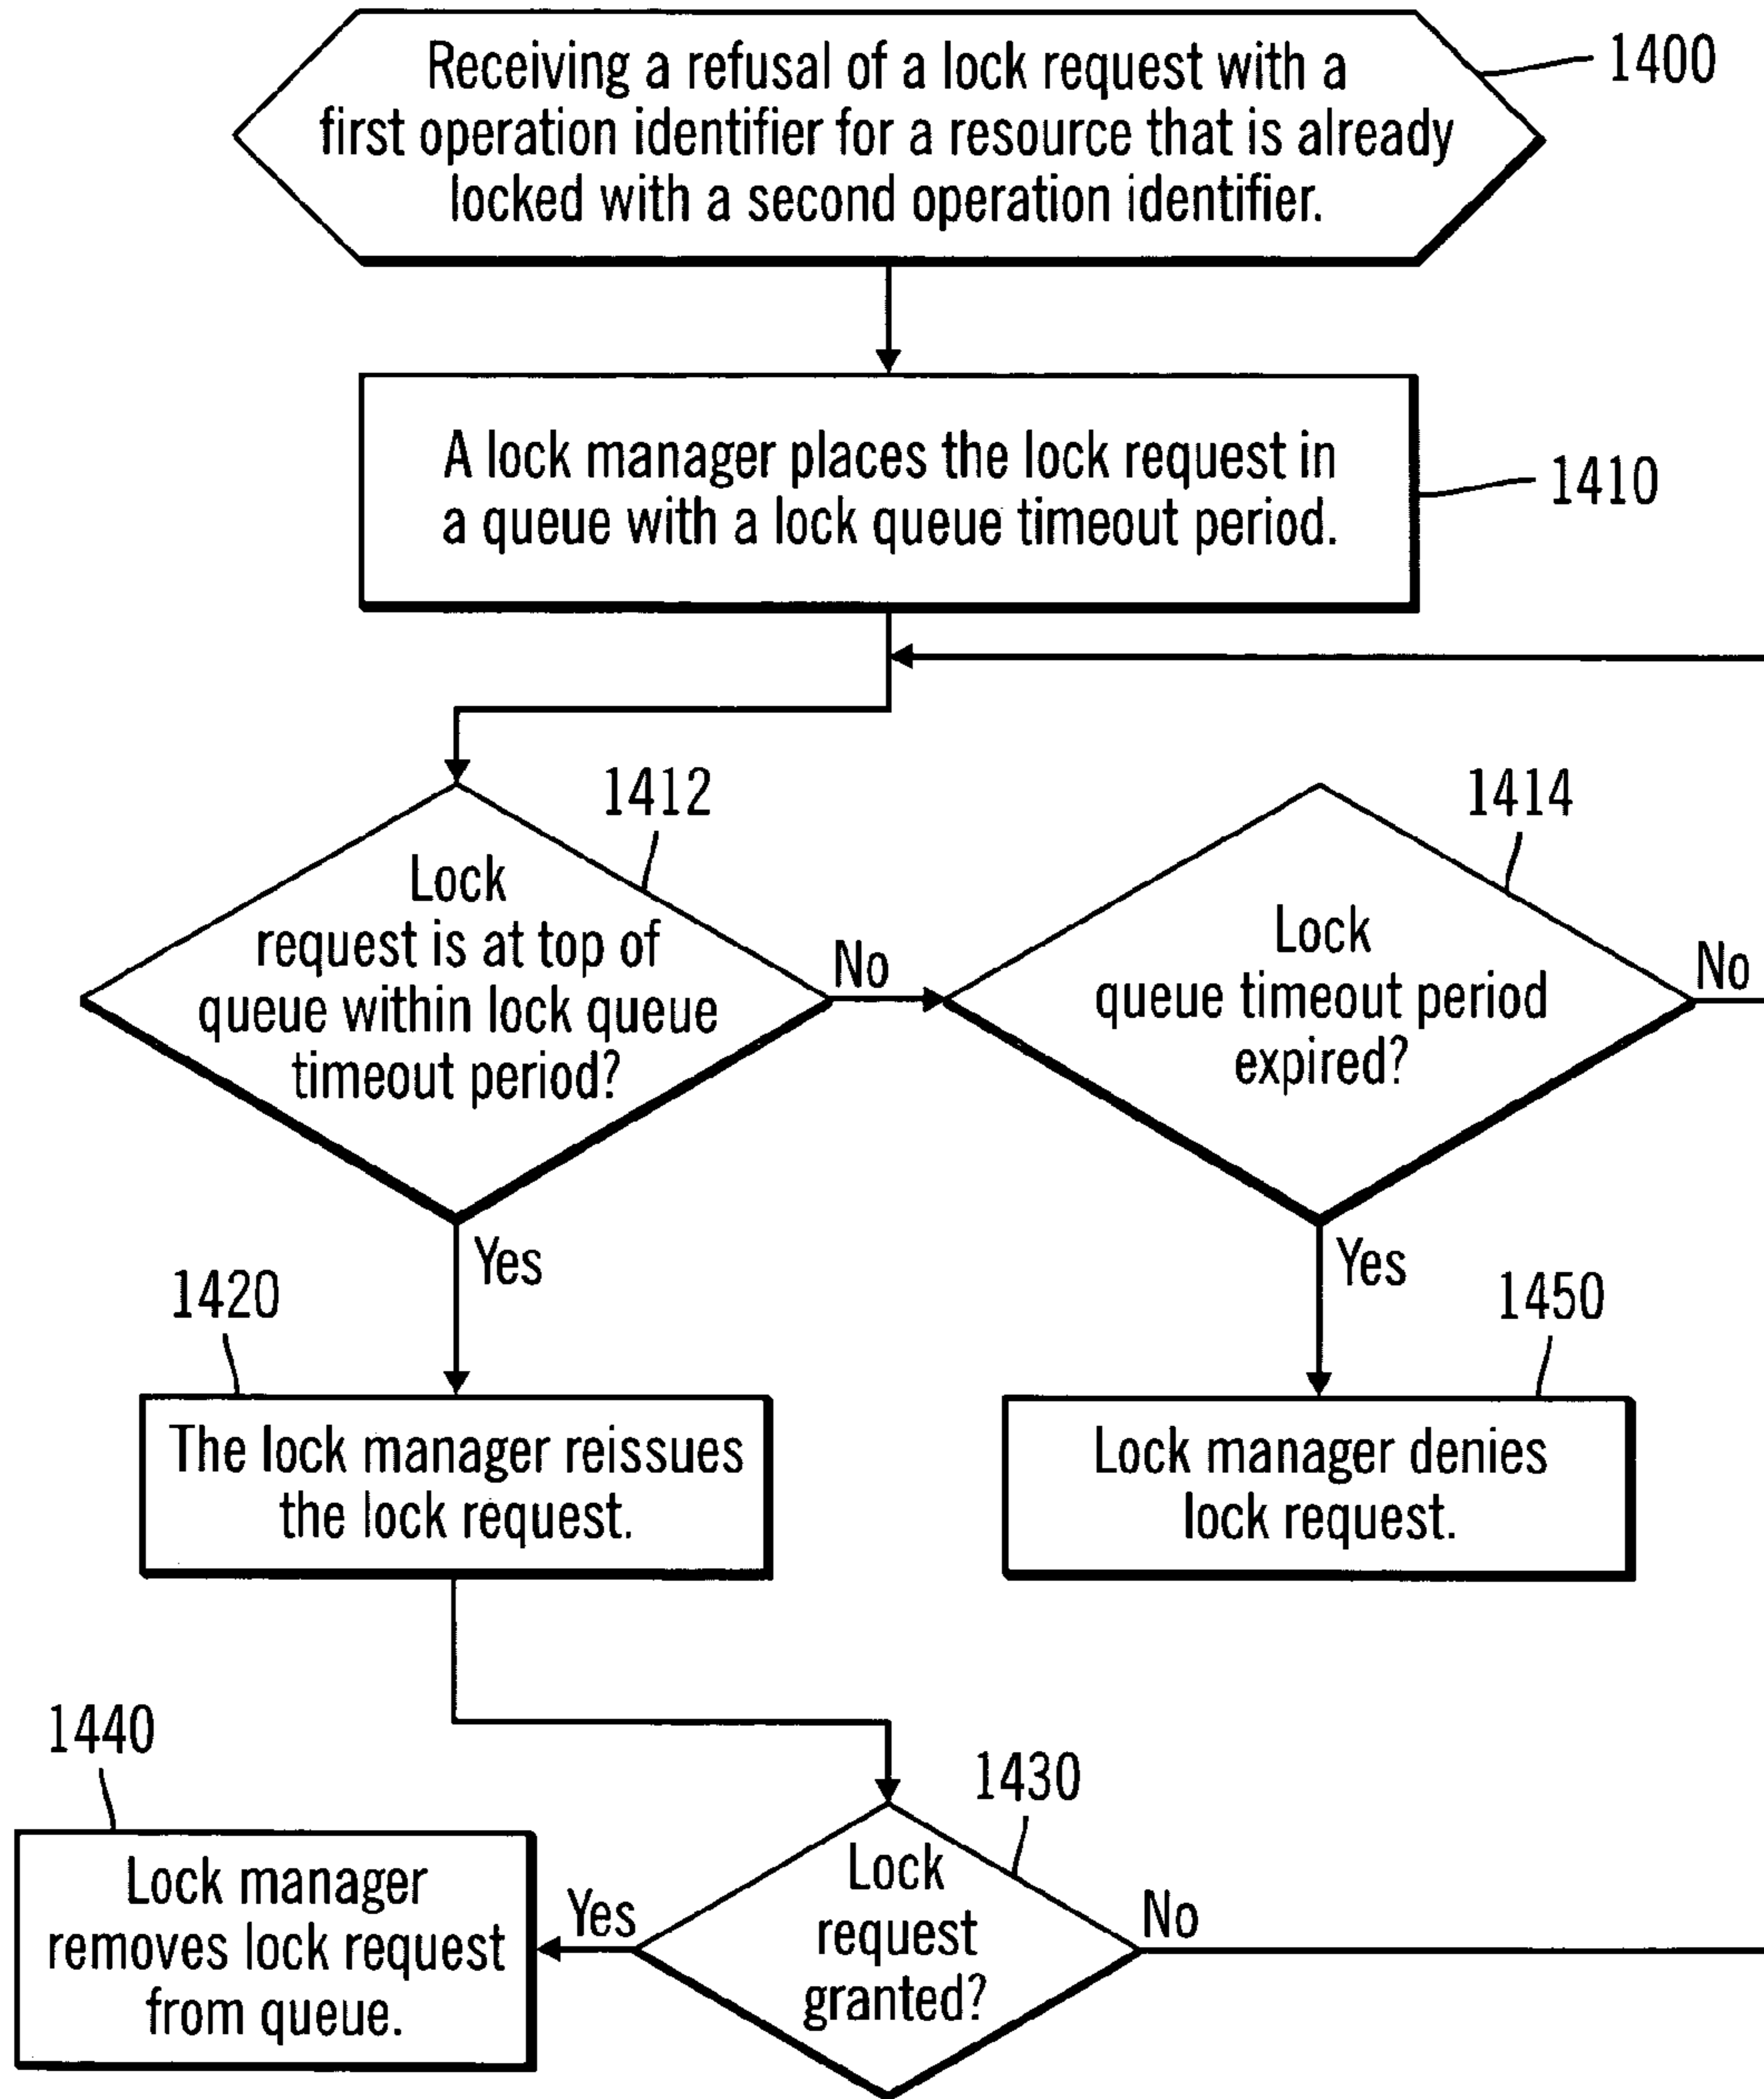 Receiving a refusal of a lock request with a
first operation identifier for a resource that is already
locked with a second operation identifier.
1400
A lock manager places the lock request in
a queue with a lock queue timeout period.
1410
1412
Lock
request is at top of
queue within lock queue
timeout period?
No
Yes
1414
Lock
queue timeout period
expired?
No
Yes
1420
The lock manager reissues
the lock request.
1450
Lock manager denies
lock request.
1440
Lock manager
removes lock request
from queue.
Yes
1430
Lock
request
granted?
No